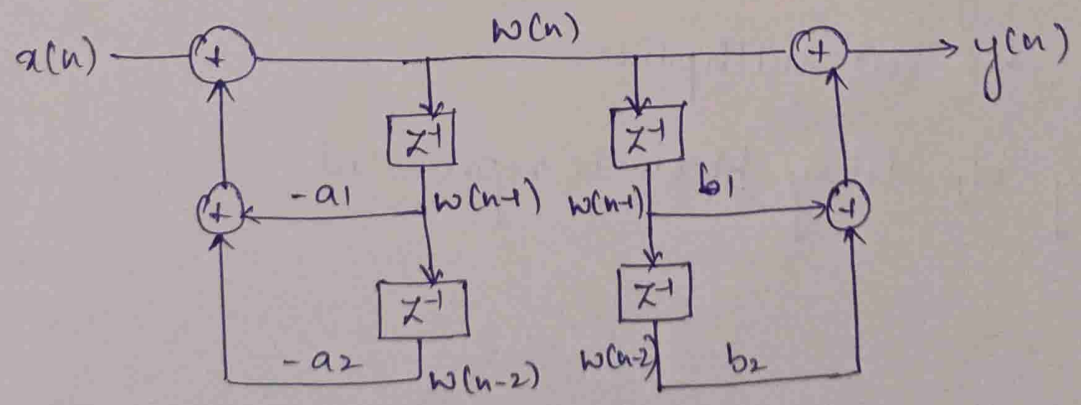 x(n) + w(n) + y(n)
z⁻¹ z⁻¹
+ -a1 w(n-1) w(n-1) b1 +
z⁻¹ z⁻¹
-a2 w(n-2) w(n-2) b2